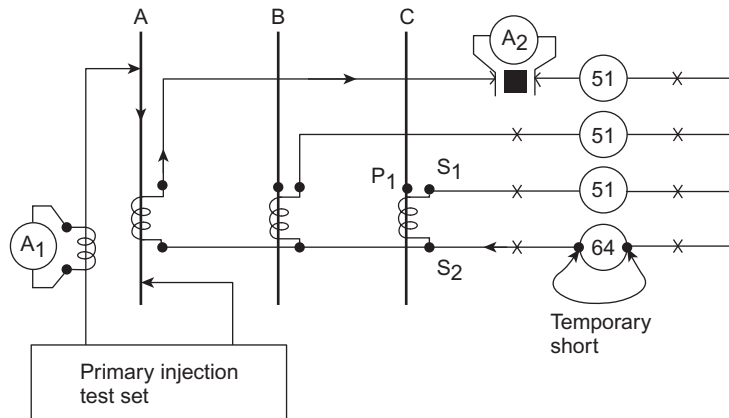 A
B
C
A2
51
51
P1
S1
51
A1
S2
64
Temporary
short
Primary injection
test set